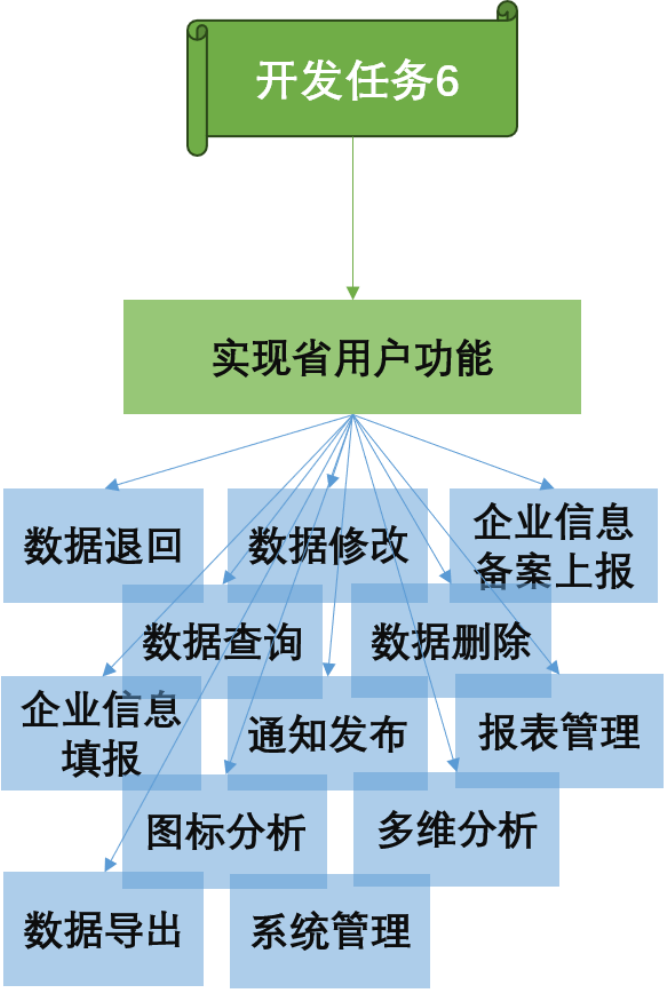 开发任务6
实现省用户功能
数据退回
数据修改
企业信息
备案上报
数据查询
数据删除
企业信息
填报
通知发布
报表管理
图标分析
多维分析
数据导出
系统管理